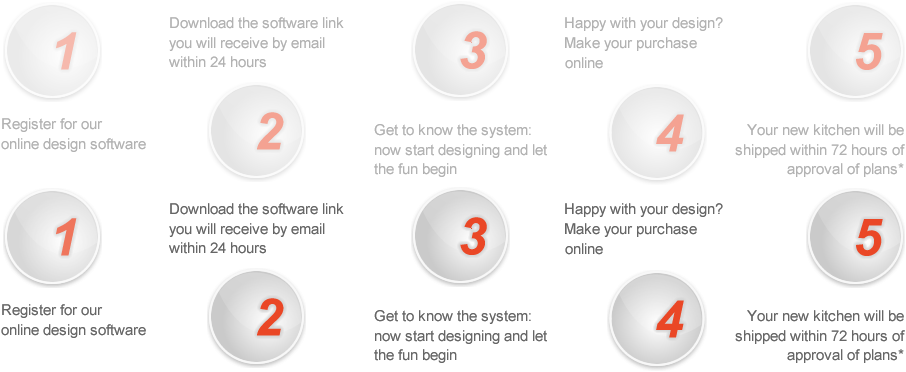 1
Register for our
online design software
Download the software link
you will receive by email
within 24 hours
2
3
Get to know the system:
now start designing and let
the fun begin
Happy with your design?
Make your purchase
online
4
5
Your new kitchen will be
shipped within 72 hours of
approval of plans*
1
Register for our
online design software
Download the software link
you will receive by email
within 24 hours
2
3
Get to know the system:
now start designing and let
the fun begin
Happy with your design?
Make your purchase
online
4
5
Your new kitchen will be
shipped within 72 hours of
approval of plans*